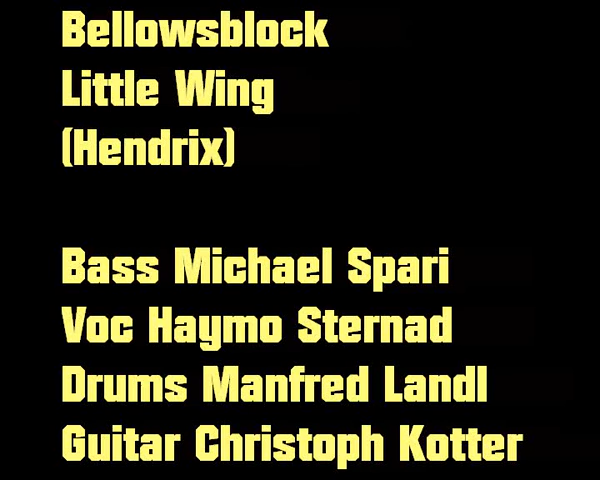 Bellowsblock
Little Wing
(Hendrix)
Bass Michael Spari
Voc Haymo Sternad
Drums Manfred Landl
Guitar Christoph Kotter